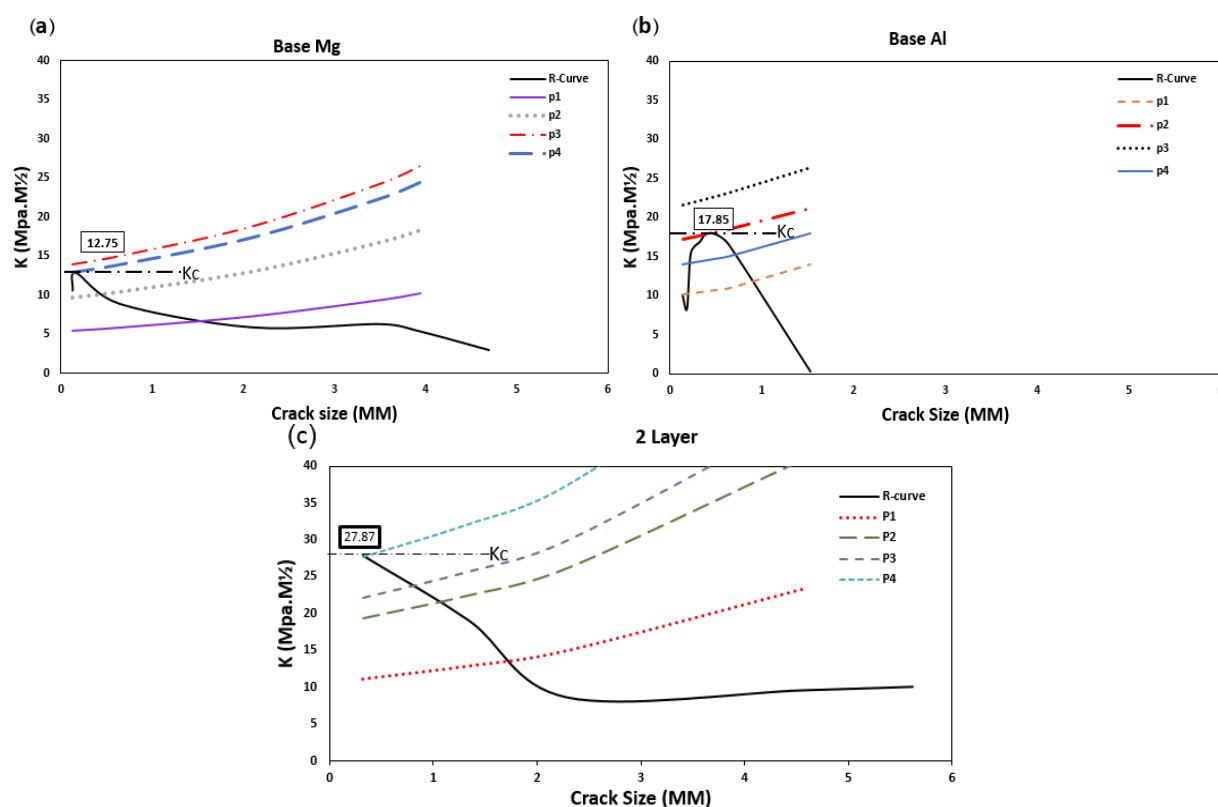 (a)
Base Mg
40
35
30
25
20
15
10
5
0
K (Mpa.M½)
R-Curve
p1
p2
p3
p4
12.75
Kc
0 1 2 3 4 5 6
Crack size (MM)
(b)
Base Al
40
35
30
25
20
15
10
5
0
K (Mpa.M½)
R-Curve
p1
p2
p3
p4
17.85
Kc
0 1 2 3 4 5
Crack Size (MM)
(c)
2 Layer
40
35
30
25
20
15
10
5
0
K (Mpa.M½)
R-curve
P1
P2
P3
P4
27.87
Kc
0 1 2 3 4 5 6
Crack Size (MM)